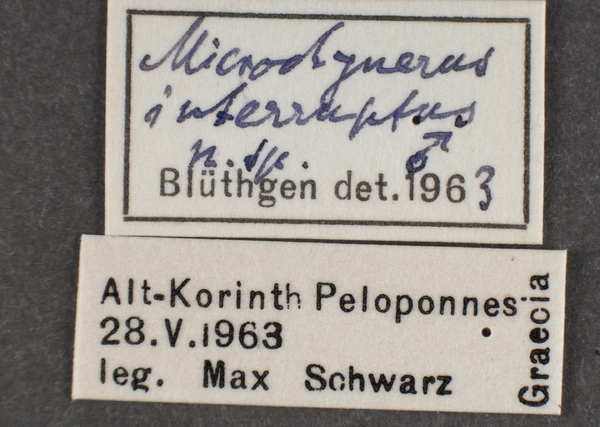 Microdynerus
interruptus
n. sp. ♂
Blüthgen det. 1963
Alt-Korinth Peloponnes
28.V.1963
leg. Max Schwarz
Graecia